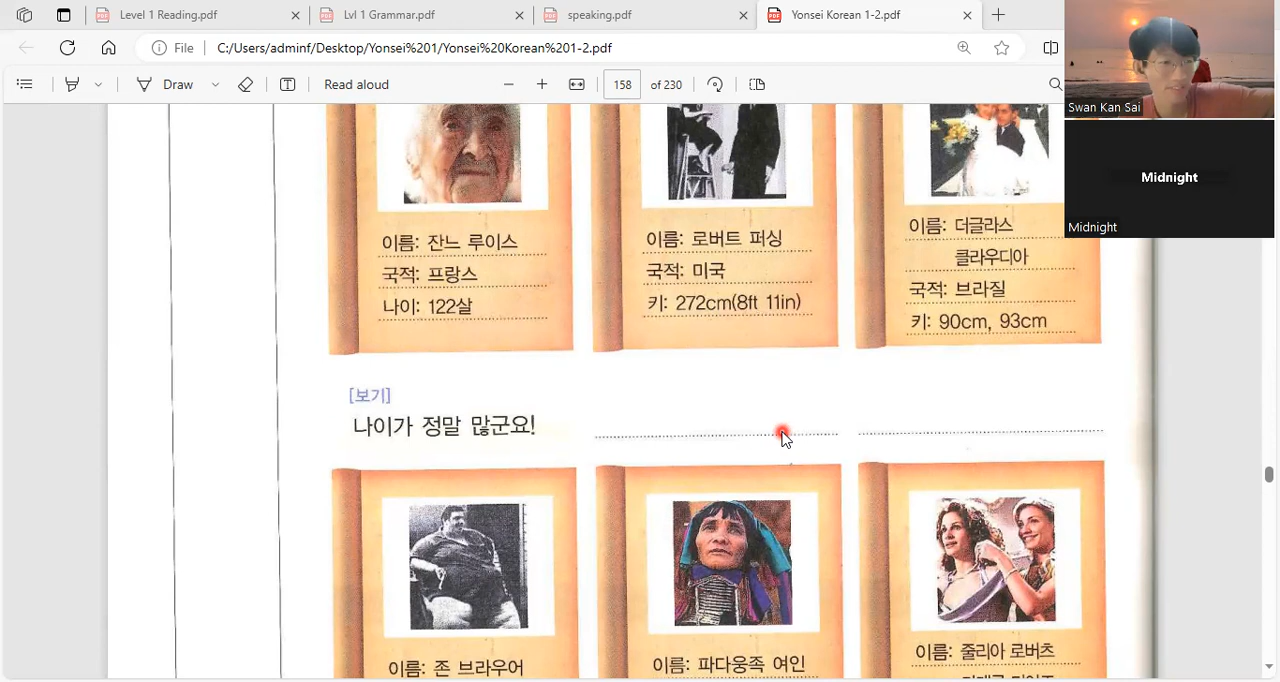 Level 1 Reading.pdf
Lvl 1 Grammar.pdf
speaking.pdf
Yonsei Korean 1-2.pdf
File
C:/Users/adminf/Desktop/Yonsei%201/Yonsei%20Korean%201-2.pdf
Draw
Read aloud
158
of 230
Swan Kan Sai
Midnight
Midnight
이름: 잔느 루이스
국적: 프랑스
나이: 122살
이름: 로버트 퍼싱
국적: 미국
키: 272cm(8ft 11in)
이름: 더글라스
클라우디아
국적: 브라질
키: 90cm, 93cm
[보기]
나이가 정말 많군요!
이름: 존 브라우어
이름: 파다웅족 여인
이름: 줄리아 로버츠